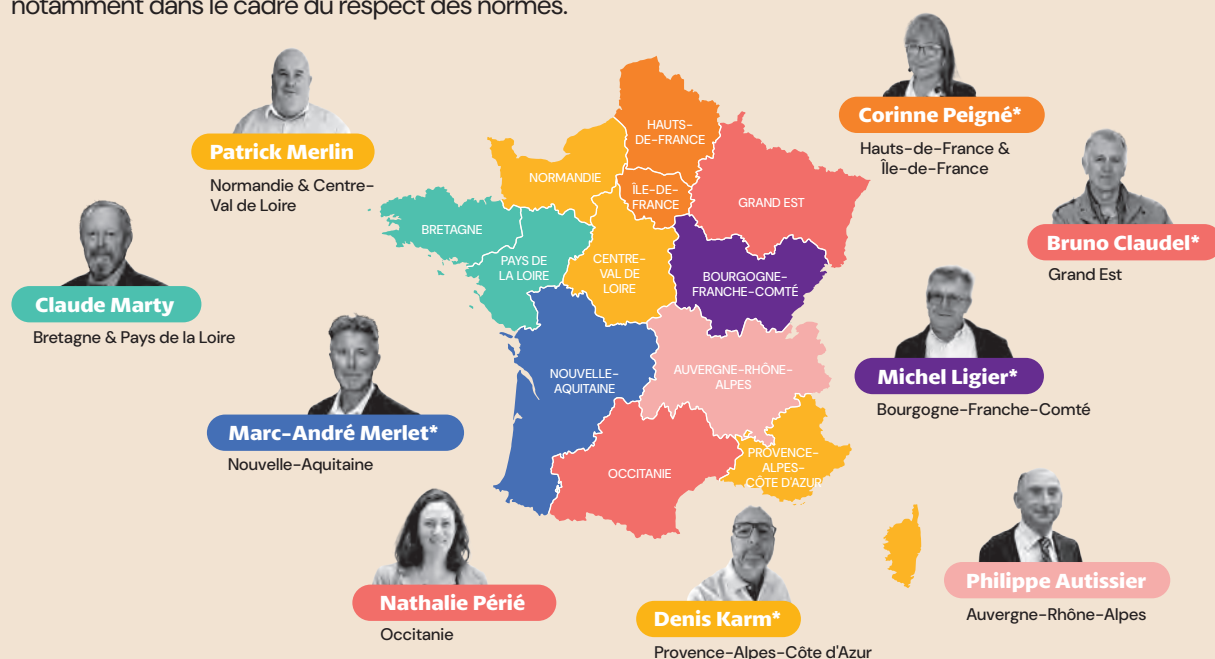 notamment dans le cadre du respect des normes.
Patrick Merlin
Normandie & Centre-
Val de Loire
Corinne Peigné*
Hauts-de-France &
Île-de-France
Claude Marty
Bretagne & Pays de la Loire
Bruno Claudel*
Grand Est
Marc-André Merlet*
Nouvelle-Aquitaine
Michel Ligier*
Bourgogne-Franche-Comté
Nathalie Périé
Occitanie
Denis Karm*
Provence-Alpes-Côte d'Azur
Philippe Autissier
Auvergne-Rhône-Alpes
HAUTS-
DE-FRANCE
NORMANDIE
ÎLE-DE-
FRANCE
GRAND EST
BRETAGNE
PAYS DE
LA LOIRE
CENTRE-
VAL DE
LOIRE
BOURGOGNE-
FRANCHE-COMTÉ
NOUVELLE-
AQUITAINE
AUVERGNE-RHÔNE-
ALPES
OCCITANIE
PROVENCE-
ALPES-
CÔTE D'AZUR